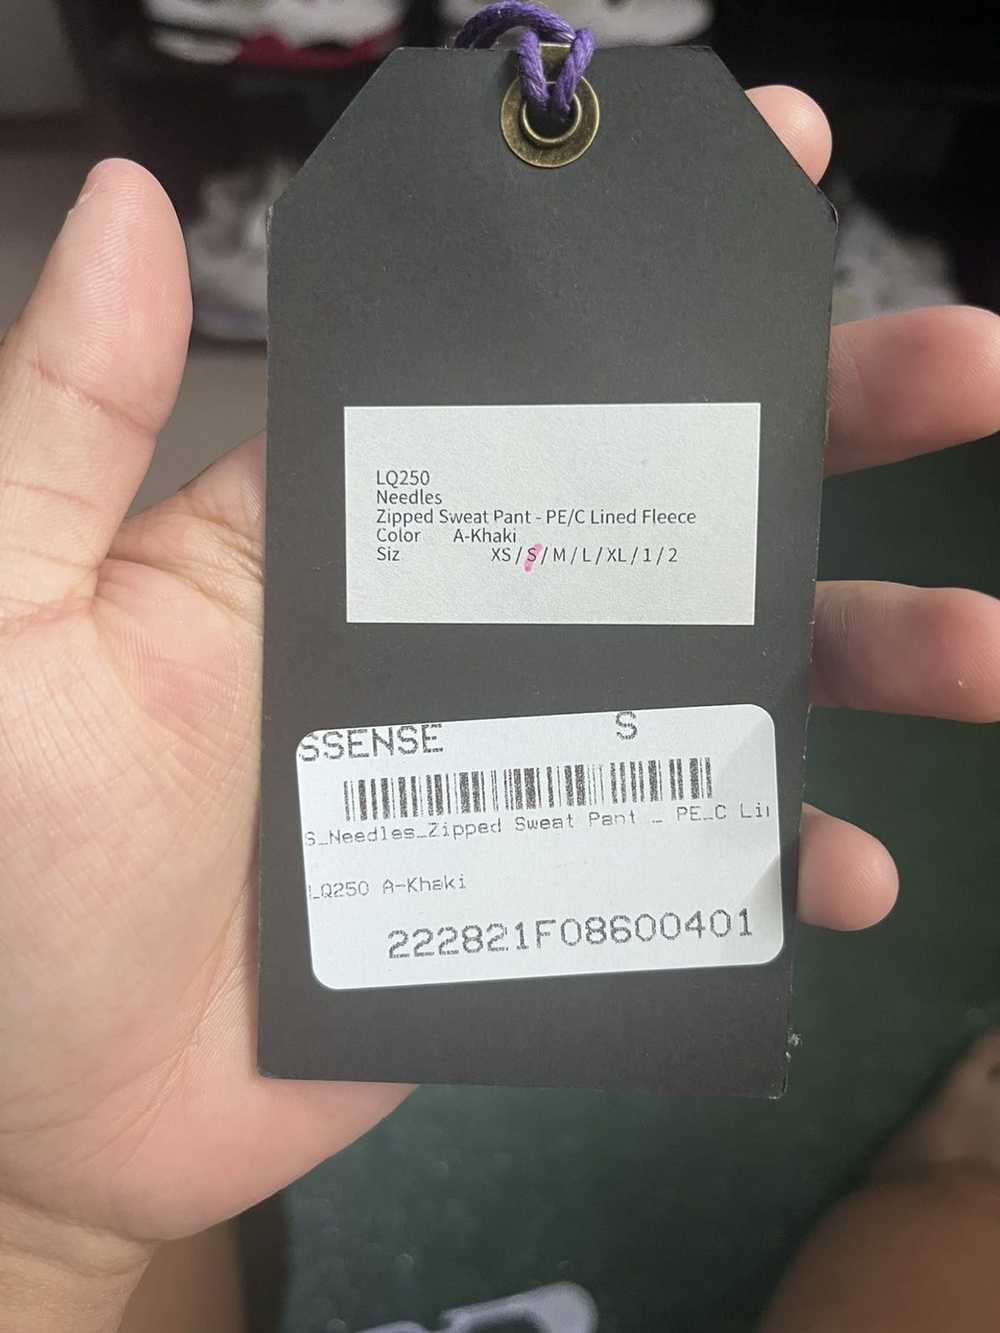 LQ250
Needles
Zipped Sweat Pant - PE/C Lined Fleece
Color A-Khaki
Siz XS / S / M / L / XL / 1 / 2
SSENSE S
S_Needles_Zipped Sweat Pant _ PE_C Lin
LQ250 A-Khaki
222821F08600401